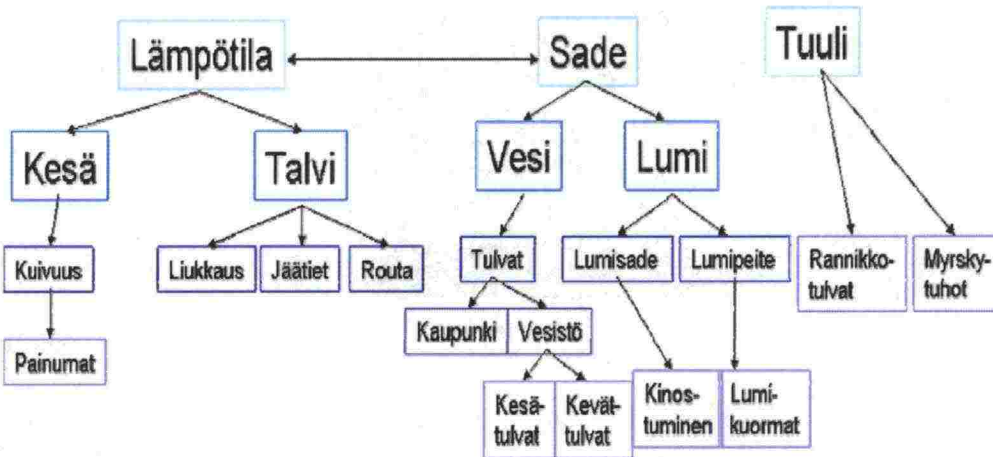 Lämpötila
Sade
Tuuli
Kesä
Talvi
Vesi
Lumi
Kuivuus
Liukkaus
Jäätiet
Routa
Tulvat
Lumisade
Lumipeite
Rannikko-
tulvat
Myrsky-
tuhot
Kaupunki
Vesistö
Painumat
Kesä-
tulvat
Kevät-
tulvat
Kinos-
tuminen
Lumi-
kuormat